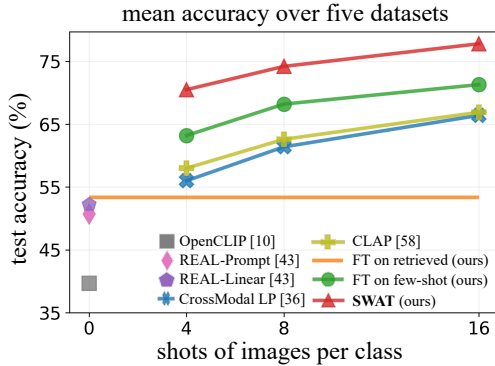 mean accuracy over five datasets
test accuracy (%)
75
65
55
45
35
OpenCLIP [10]
REAL-Prompt [43]
REAL-Linear [43]
CrossModal LP [36]
CLAP [58]
FT on retrieved (ours)
FT on few-shot (ours)
SWAT (ours)
0
4
8
16
shots of images per class